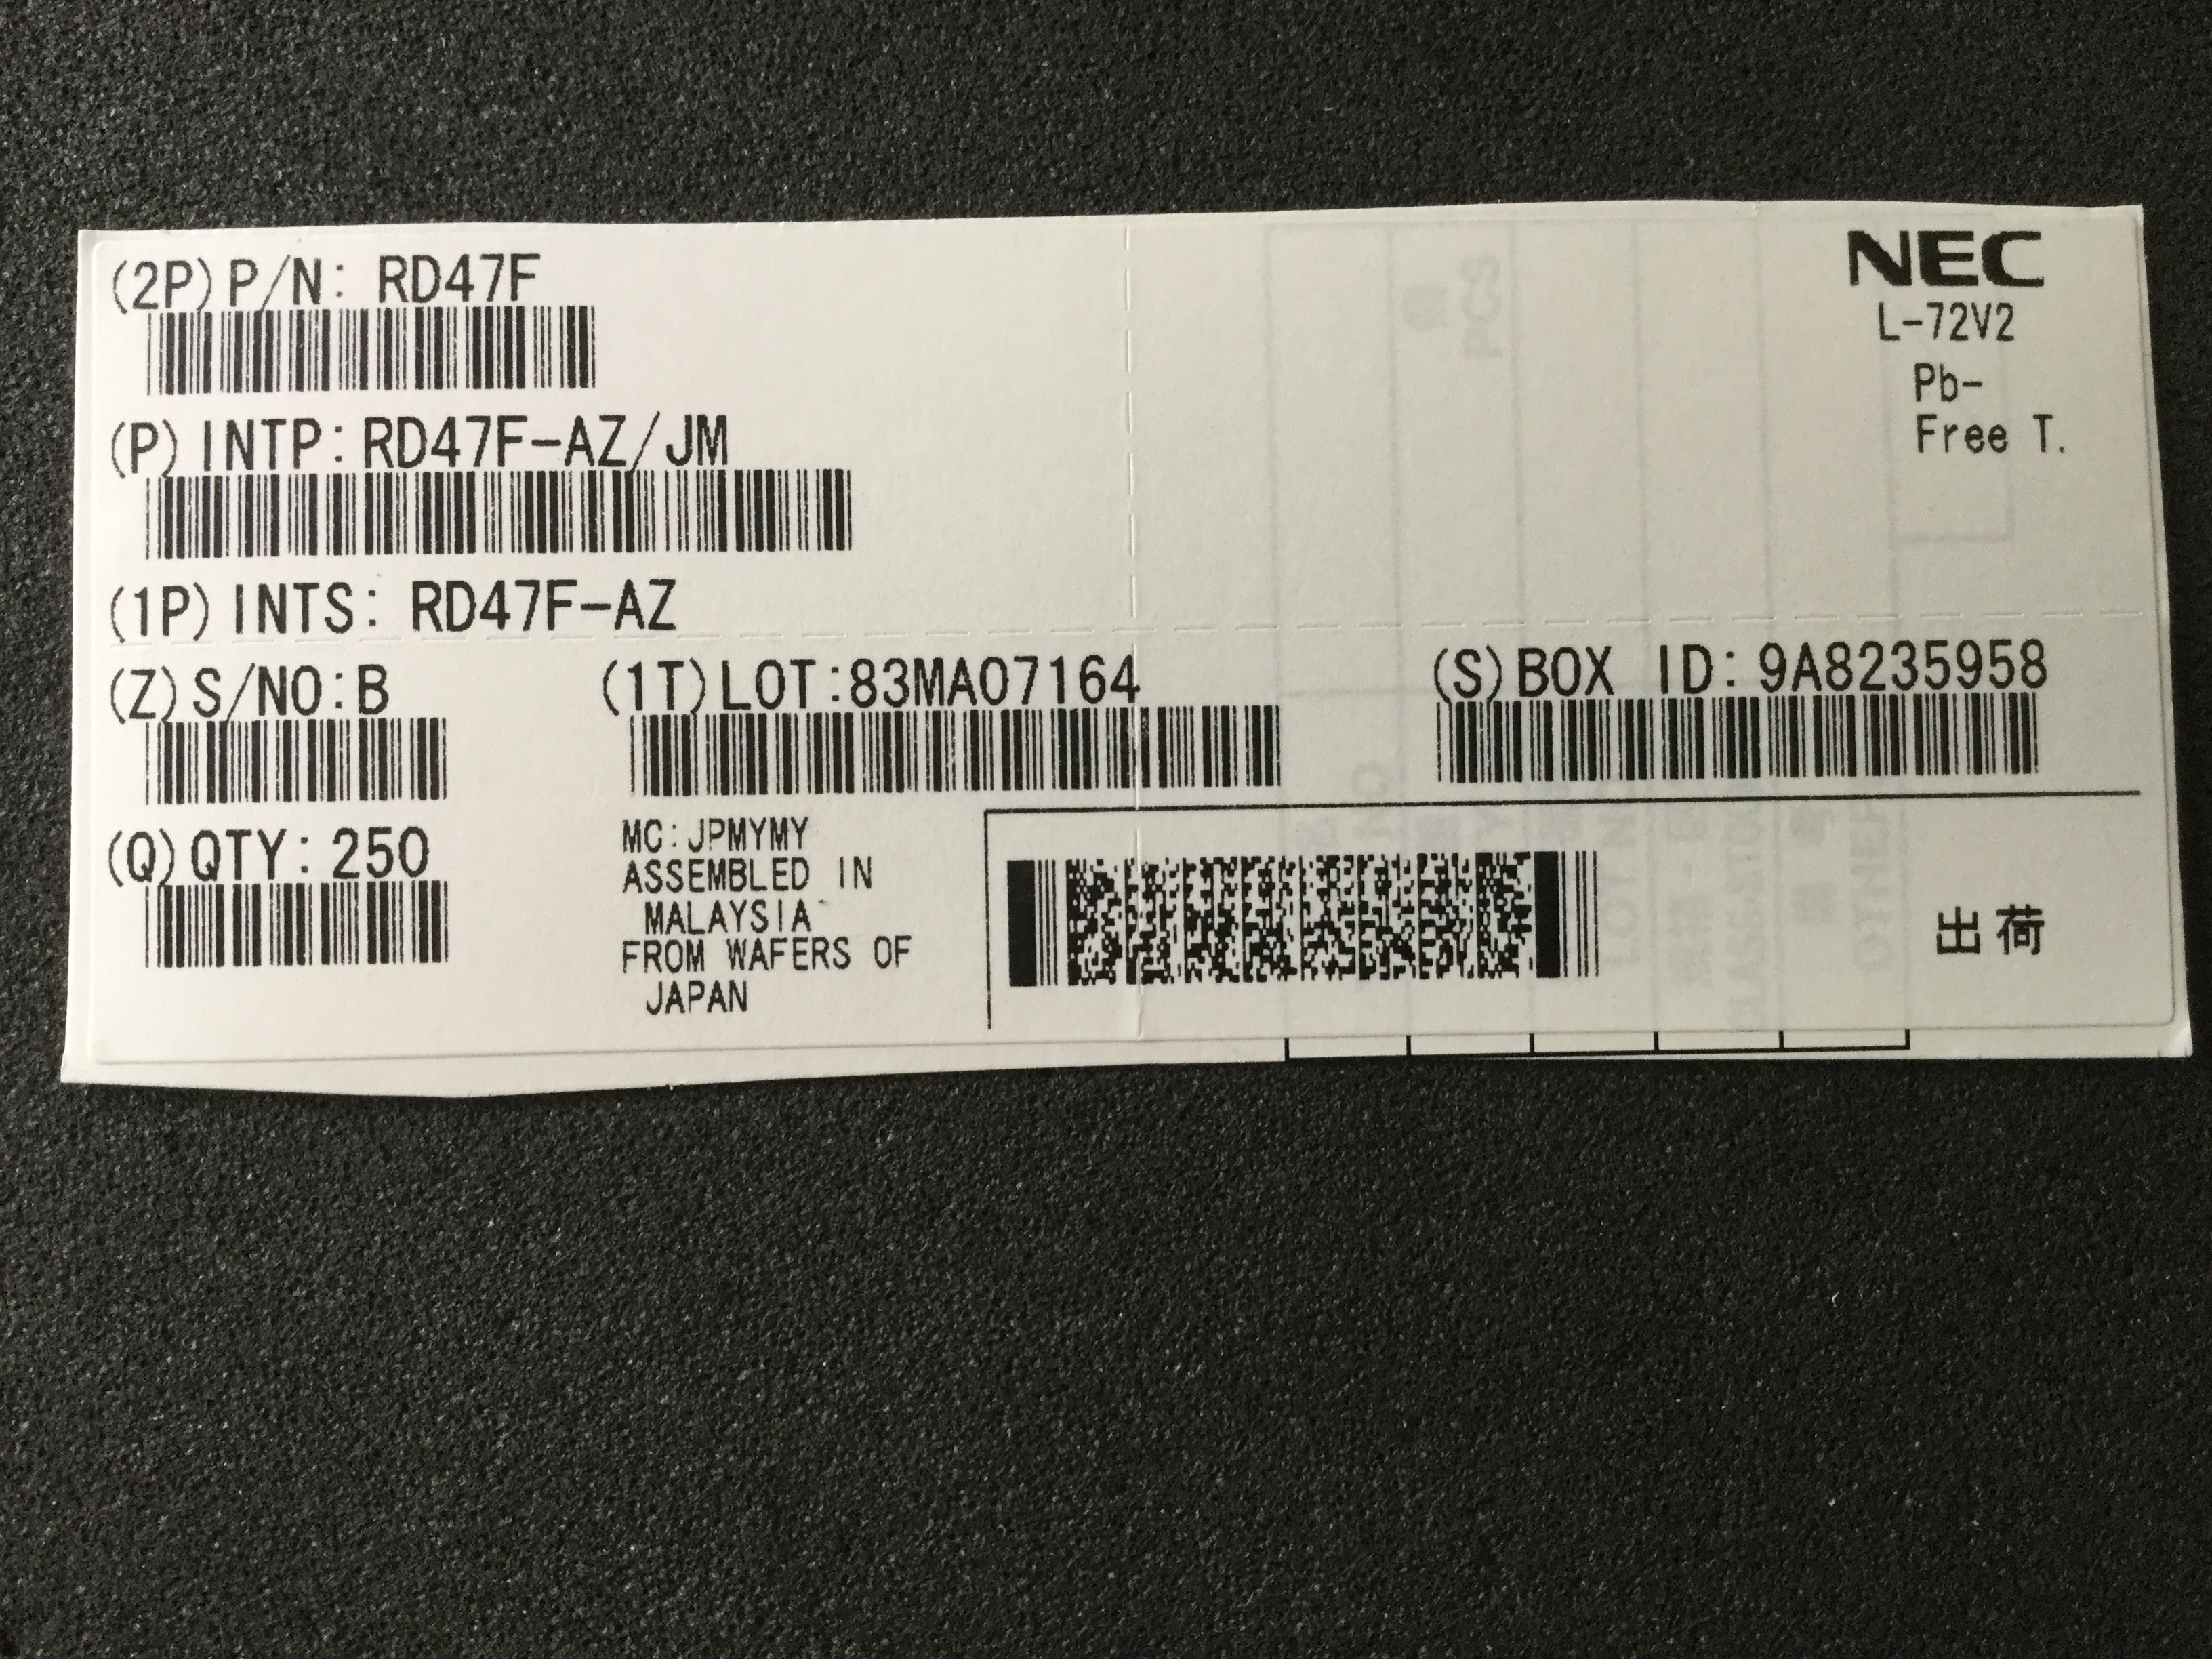 (2P)P/N: RD47F
NEC
L-72V2
Pb-
Free T.
(P)INTP:RD47F-AZ/JM
(1P)INTS: RD47F-AZ
(Z)S/NO:B
(1T)LOT:83MA07164
(S)BOX ID:9A8235958
(Q)QTY:250
MC:JPMYMY
ASSEMBLED IN
MALAYSIA
FROM WAFERS OF
JAPAN
出荷